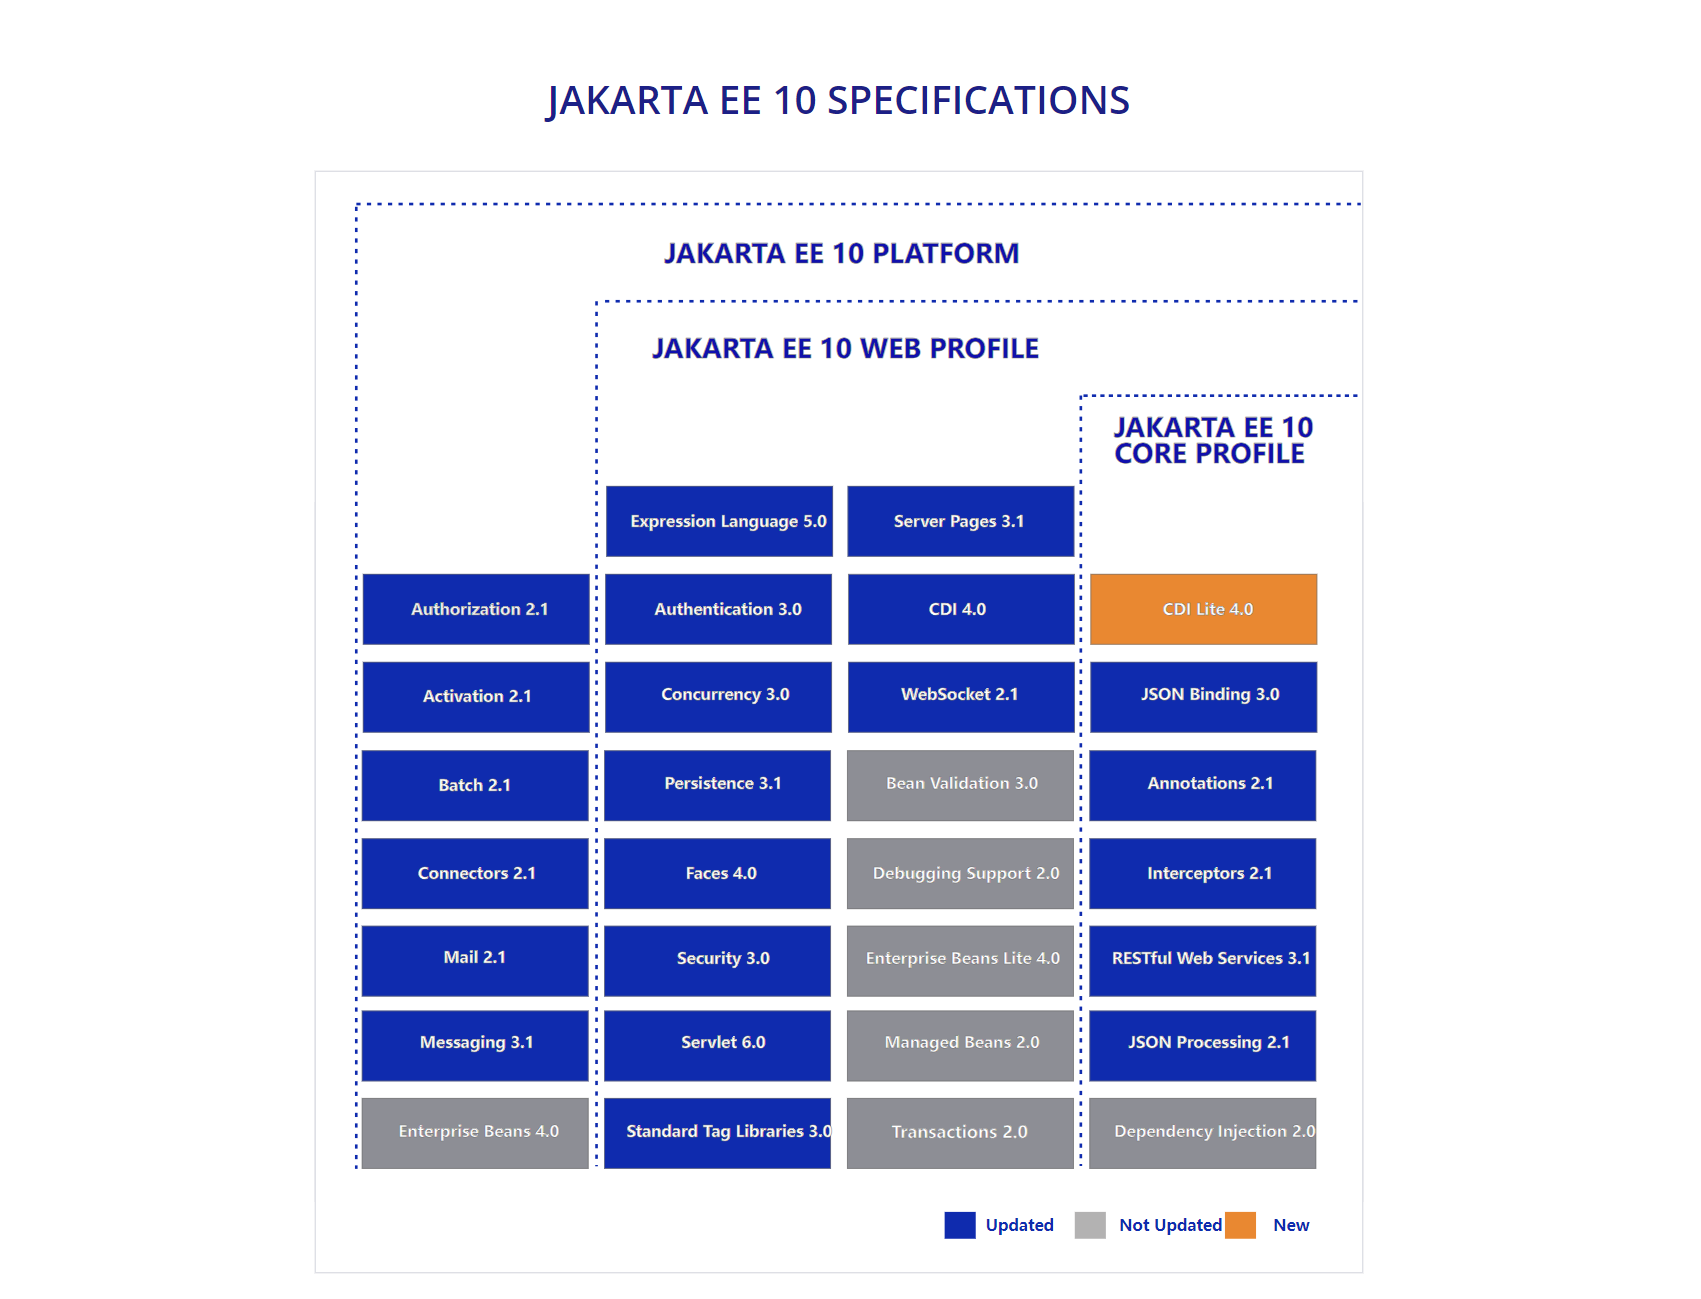 JAKARTA EE 10 SPECIFICATIONS
JAKARTA EE 10 PLATFORM
JAKARTA EE 10 WEB PROFILE
JAKARTA EE 10
CORE PROFILE
Expression Language 5.0
Server Pages 3.1
Authorization 2.1
Authentication 3.0
CDI 4.0
CDI Lite 4.0
Activation 2.1
Concurrency 3.0
WebSocket 2.1
JSON Binding 3.0
Batch 2.1
Persistence 3.1
Bean Validation 3.0
Annotations 2.1
Connectors 2.1
Faces 4.0
Debugging Support 2.0
Interceptors 2.1
Mail 2.1
Security 3.0
Enterprise Beans Lite 4.0
RESTful Web Services 3.1
Messaging 3.1
Servlet 6.0
Managed Beans 2.0
JSON Processing 2.1
Enterprise Beans 4.0
Standard Tag Libraries 3.0
Transactions 2.0
Dependency Injection 2.0
Updated
Not Updated
New